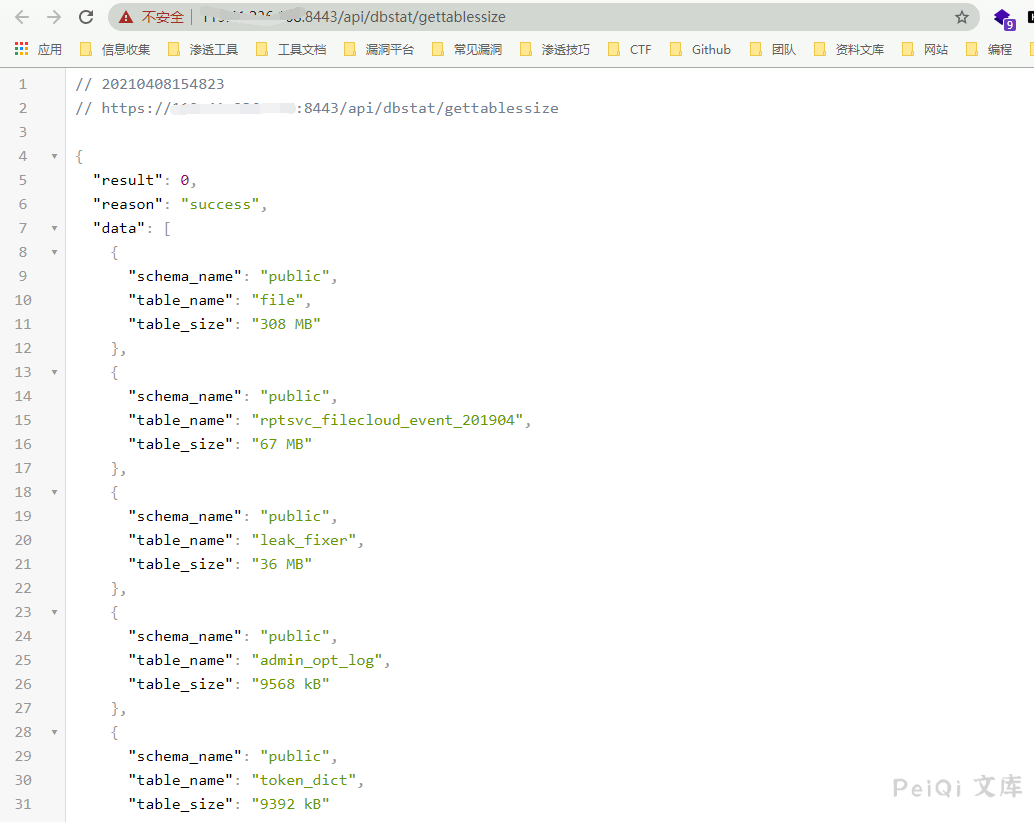 不安全 :8443/api/dbstat/gettablessize
9
应用 信息收集 渗透工具 工具文档 漏洞平台 常见漏洞 渗透技巧 CTF Github 团队 资料文库 网站 编程
1 // 20210408154823
2 // https:// :8443/api/dbstat/gettablessize
3
4 {
5 "result": 0,
6 "reason": "success",
7 "data": [
8 {
9 "schema_name": "public",
10 "table_name": "file",
11 "table_size": "308 MB"
12 },
13 {
14 "schema_name": "public",
15 "table_name": "rptsvc_filecloud_event_201904",
16 "table_size": "67 MB"
17 },
18 {
19 "schema_name": "public",
20 "table_name": "leak_fixer",
21 "table_size": "36 MB"
22 },
23 {
24 "schema_name": "public",
25 "table_name": "admin_opt_log",
26 "table_size": "9568 kB"
27 },
28 {
29 "schema_name": "public",
30 "table_name": "token_dict",
31 "table_size": "9392 kB"
PeiQi 文库